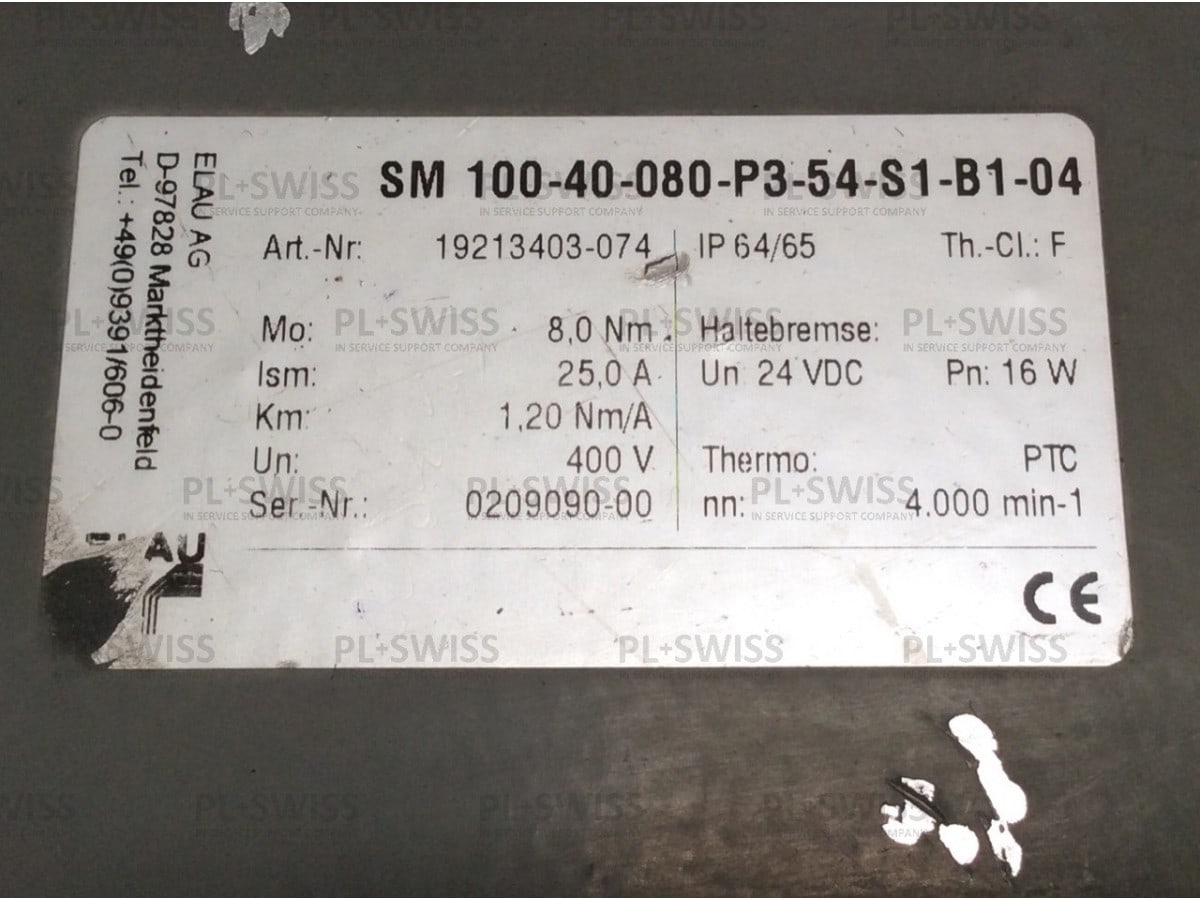 SM 100-40-080-P3-54-S1-B1-04
Art.-Nr: 19213403-074 IP 64/65 Th.-Cl.: F
Mo: 8,0 Nm Haltebremse:
Ism: 25,0 A Un 24 VDC Pn: 16 W
Km: 1,20 Nm/A
Un: 400 V Thermo: PTC
Ser.-Nr.: 0209090-00 nn: 4.000 min-1
CE
ELAU AG
D-97828 Marktheidenfeld
Tel.: +49(0)9391/606-0
PL+SWISS
IN SERVICE SUPPORT COMPANY